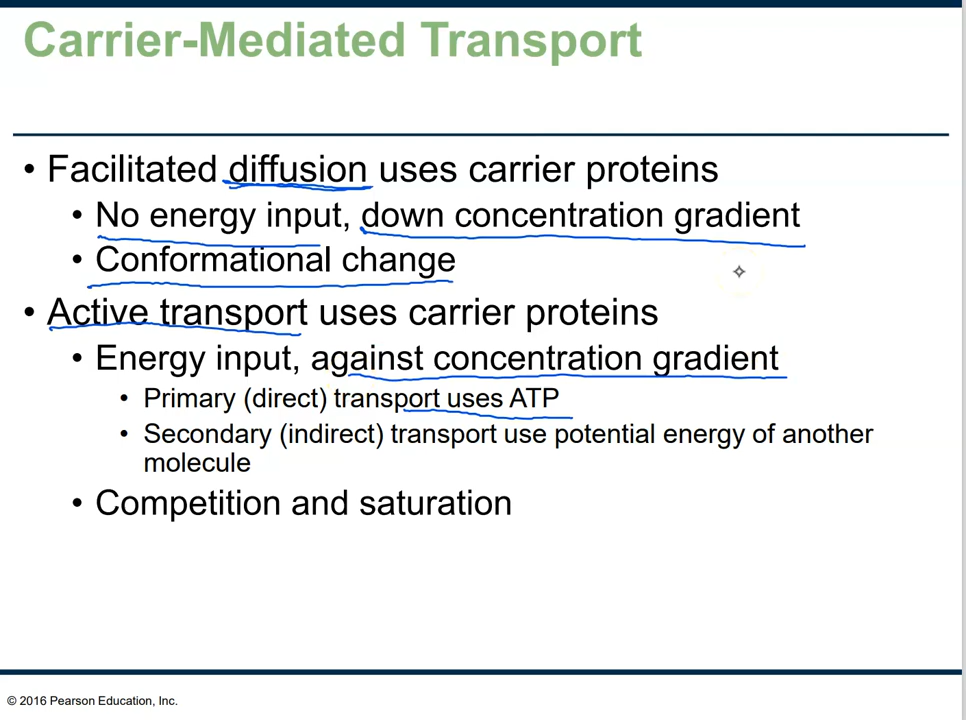 Carrier-Mediated Transport
• Facilitated diffusion uses carrier proteins
• No energy input, down concentration gradient
• Conformational change
• Active transport uses carrier proteins
• Energy input, against concentration gradient
• Primary (direct) transport uses ATP
• Secondary (indirect) transport use potential energy of another
molecule
• Competition and saturation
© 2016 Pearson Education, Inc.